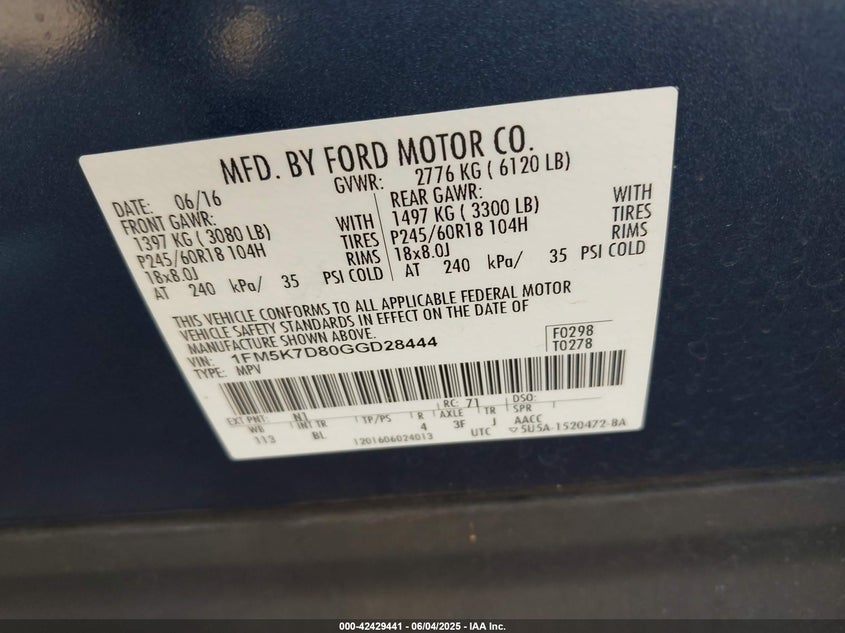 MFD. BY FORD MOTOR CO.
DATE: 06/16 GVWR: 2776 KG ( 6120 LB)
FRONT GAWR: REAR GAWR:
1397 KG ( 3080 LB) WITH 1497 KG ( 3300 LB) WITH
P245/60R18 104H TIRES P245/60R18 104H TIRES
18x8.0J RIMS 18x8.0J RIMS
AT 240 kPa/ 35 PSI COLD AT 240 kPa/ 35 PSI COLD
THIS VEHICLE CONFORMS TO ALL APPLICABLE FEDERAL MOTOR
VEHICLE SAFETY STANDARDS IN EFFECT ON THE DATE OF
MANUFACTURE SHOWN ABOVE.
VIN: 1FM5K7D80GGD28444 F0298
TYPE: MPV T0278
EXT PNT: N1 RC: 71 DSO:
WB INT TR TP/PS R AXLE TR SPR
113 BL 4 3F J AACC
1201606024013 UTC ▽5U5A-1520472-BA
000-42429441 - 06/04/2025 - IAA Inc.